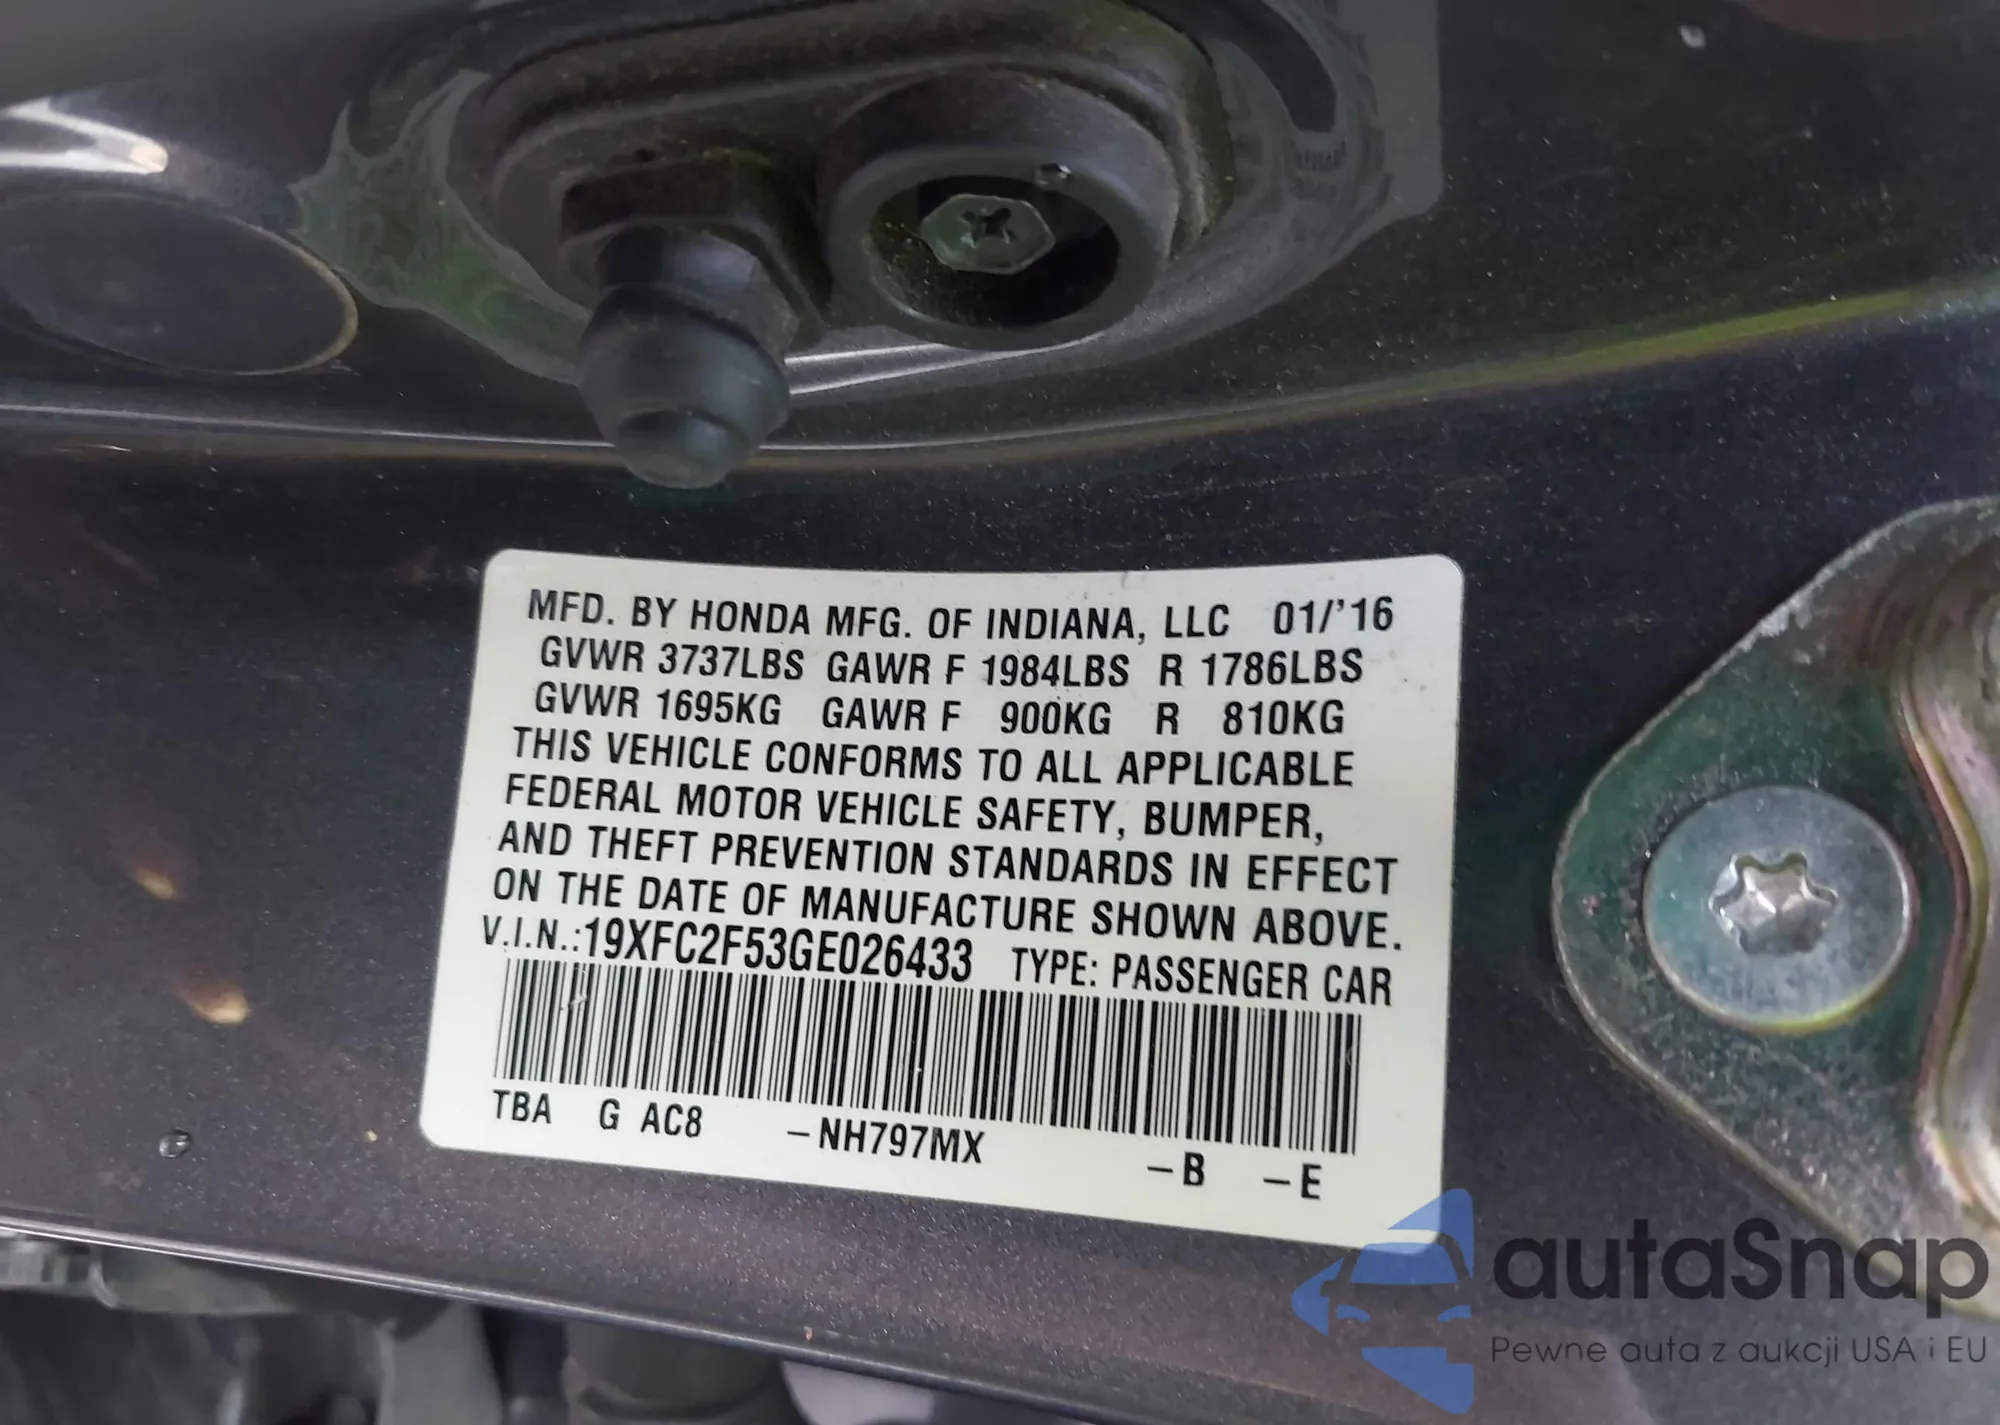 MFD. BY HONDA MFG. OF INDIANA, LLC 01/'16
GVWR 3737LBS GAWR F 1984LBS R 1786LBS
GVWR 1695KG GAWR F 900KG R 810KG
THIS VEHICLE CONFORMS TO ALL APPLICABLE
FEDERAL MOTOR VEHICLE SAFETY, BUMPER,
AND THEFT PREVENTION STANDARDS IN EFFECT
ON THE DATE OF MANUFACTURE SHOWN ABOVE.
V.I.N.:19XFC2F53GE026433 TYPE: PASSENGER CAR
TBA G AC8 –NH797MX –B –E
autaSnap
Pewne auta z aukcji USA i EU